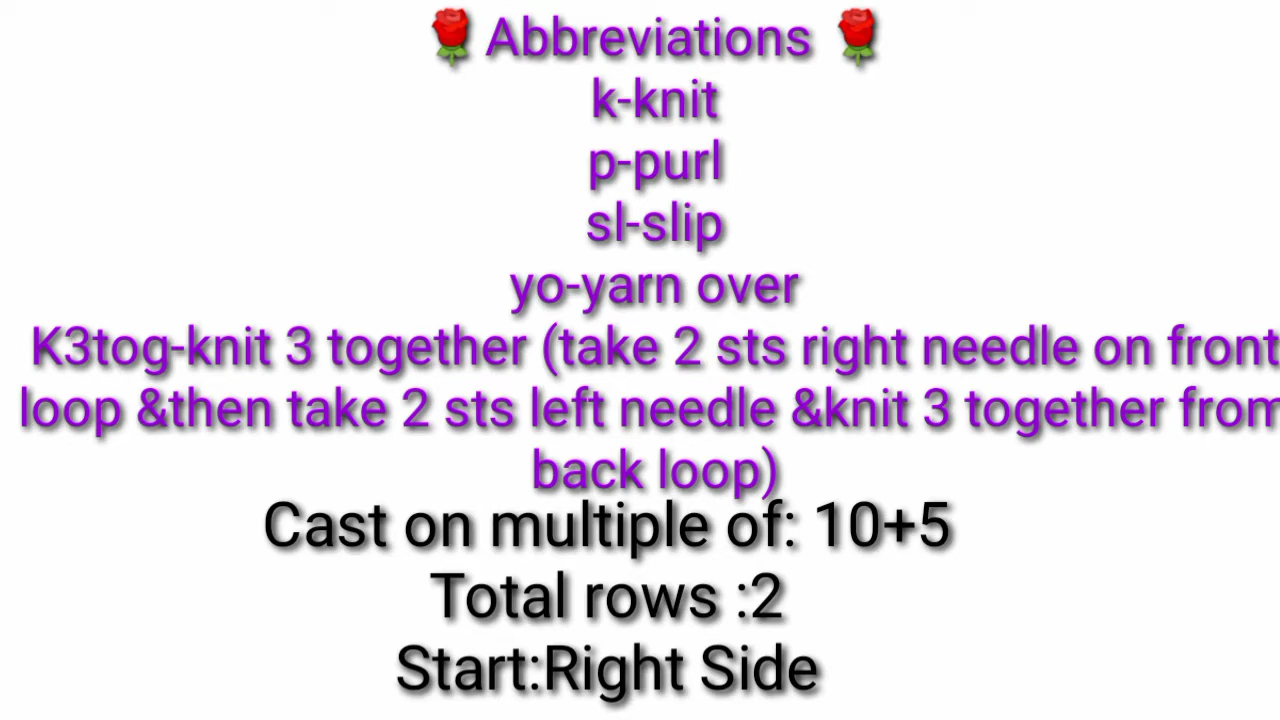 🌹Abbreviations 🌹
k-knit
p-purl
sl-slip
yo-yarn over
K3tog-knit 3 together (take 2 sts right needle on front
loop &then take 2 sts left needle &knit 3 together from
back loop)
Cast on multiple of: 10+5
Total rows :2
Start:Right Side